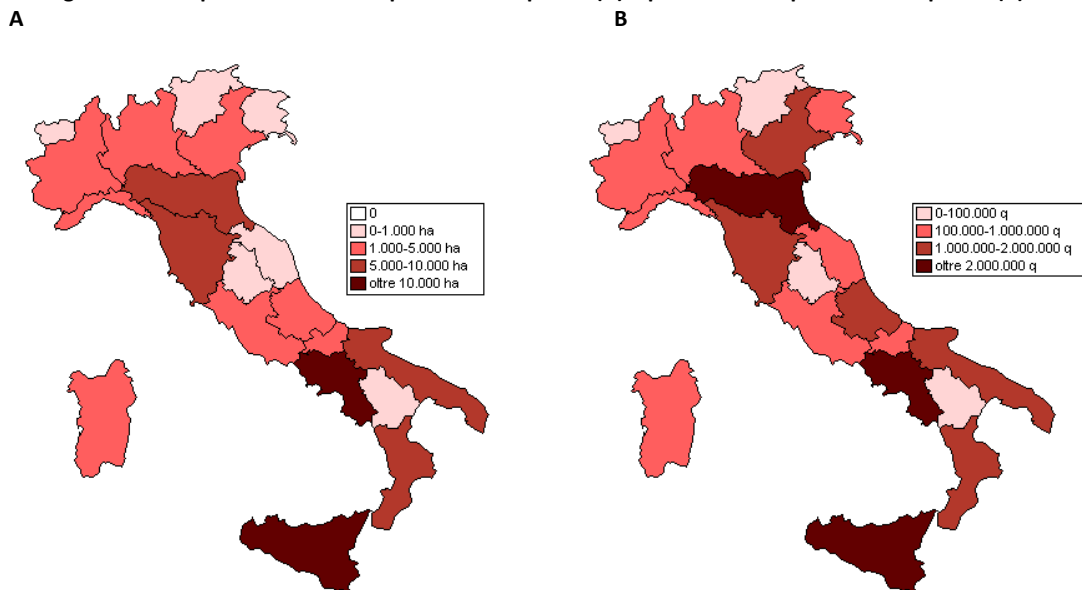 A
B
0
0-1.000 ha
1.000-5.000 ha
5.000-10.000 ha
oltre 10.000 ha
0-100.000 q
100.000-1.000.000 q
1.000.000-2.000.000 q
oltre 2.000.000 q